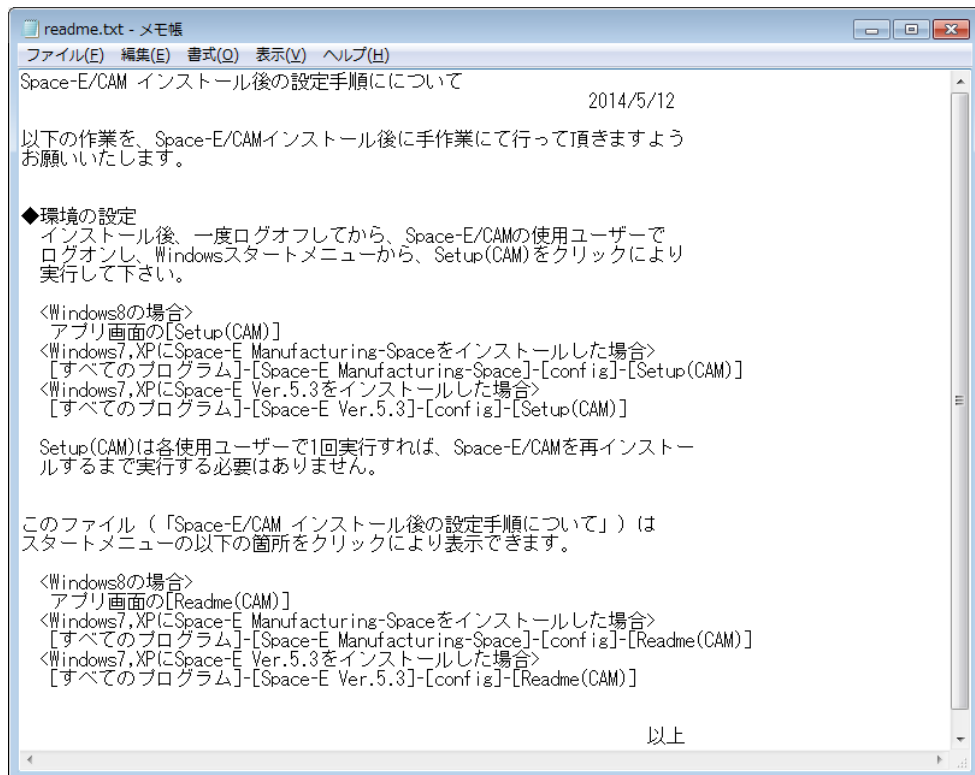 readme.txt - メモ帳
ファイル(F) 編集(E) 書式(O) 表示(V) ヘルプ(H)
Space-E/CAM インストール後の設定手順にについて
2014/5/12
以下の作業を、Space-E/CAMインストール後に手作業にて行って頂きますよう
お願いいたします。
◆環境の設定
インストール後、一度ログオフしてから、Space-E/CAMの使用ユーザーで
ログオンし、Windowsスタートメニューから、Setup(CAM)をクリックにより
実行して下さい。
<Windows8の場合>
アプリ画面の[Setup(CAM)]
<Windows7,XPにSpace-E Manufacturing-Spaceをインストールした場合>
[すべてのプログラム]-[Space-E Manufacturing-Space]-[config]-[Setup(CAM)]
<Windows7,XPにSpace-E Ver.5.3をインストールした場合>
[すべてのプログラム]-[Space-E Ver.5.3]-[config]-[Setup(CAM)]
Setup(CAM)は各使用ユーザーで1回実行すれば、Space-E/CAMを再インストー
ルするまで実行する必要はありません。
このファイル（「Space-E/CAM インストール後の設定手順について」）は
スタートメニューの以下の箇所をクリックにより表示できます。
<Windows8の場合>
アプリ画面の[Readme(CAM)]
<Windows7,XPにSpace-E Manufacturing-Spaceをインストールした場合>
[すべてのプログラム]-[Space-E Manufacturing-Space]-[config]-[Readme(CAM)]
<Windows7,XPにSpace-E Ver.5.3をインストールした場合>
[すべてのプログラム]-[Space-E Ver.5.3]-[config]-[Readme(CAM)]
以上